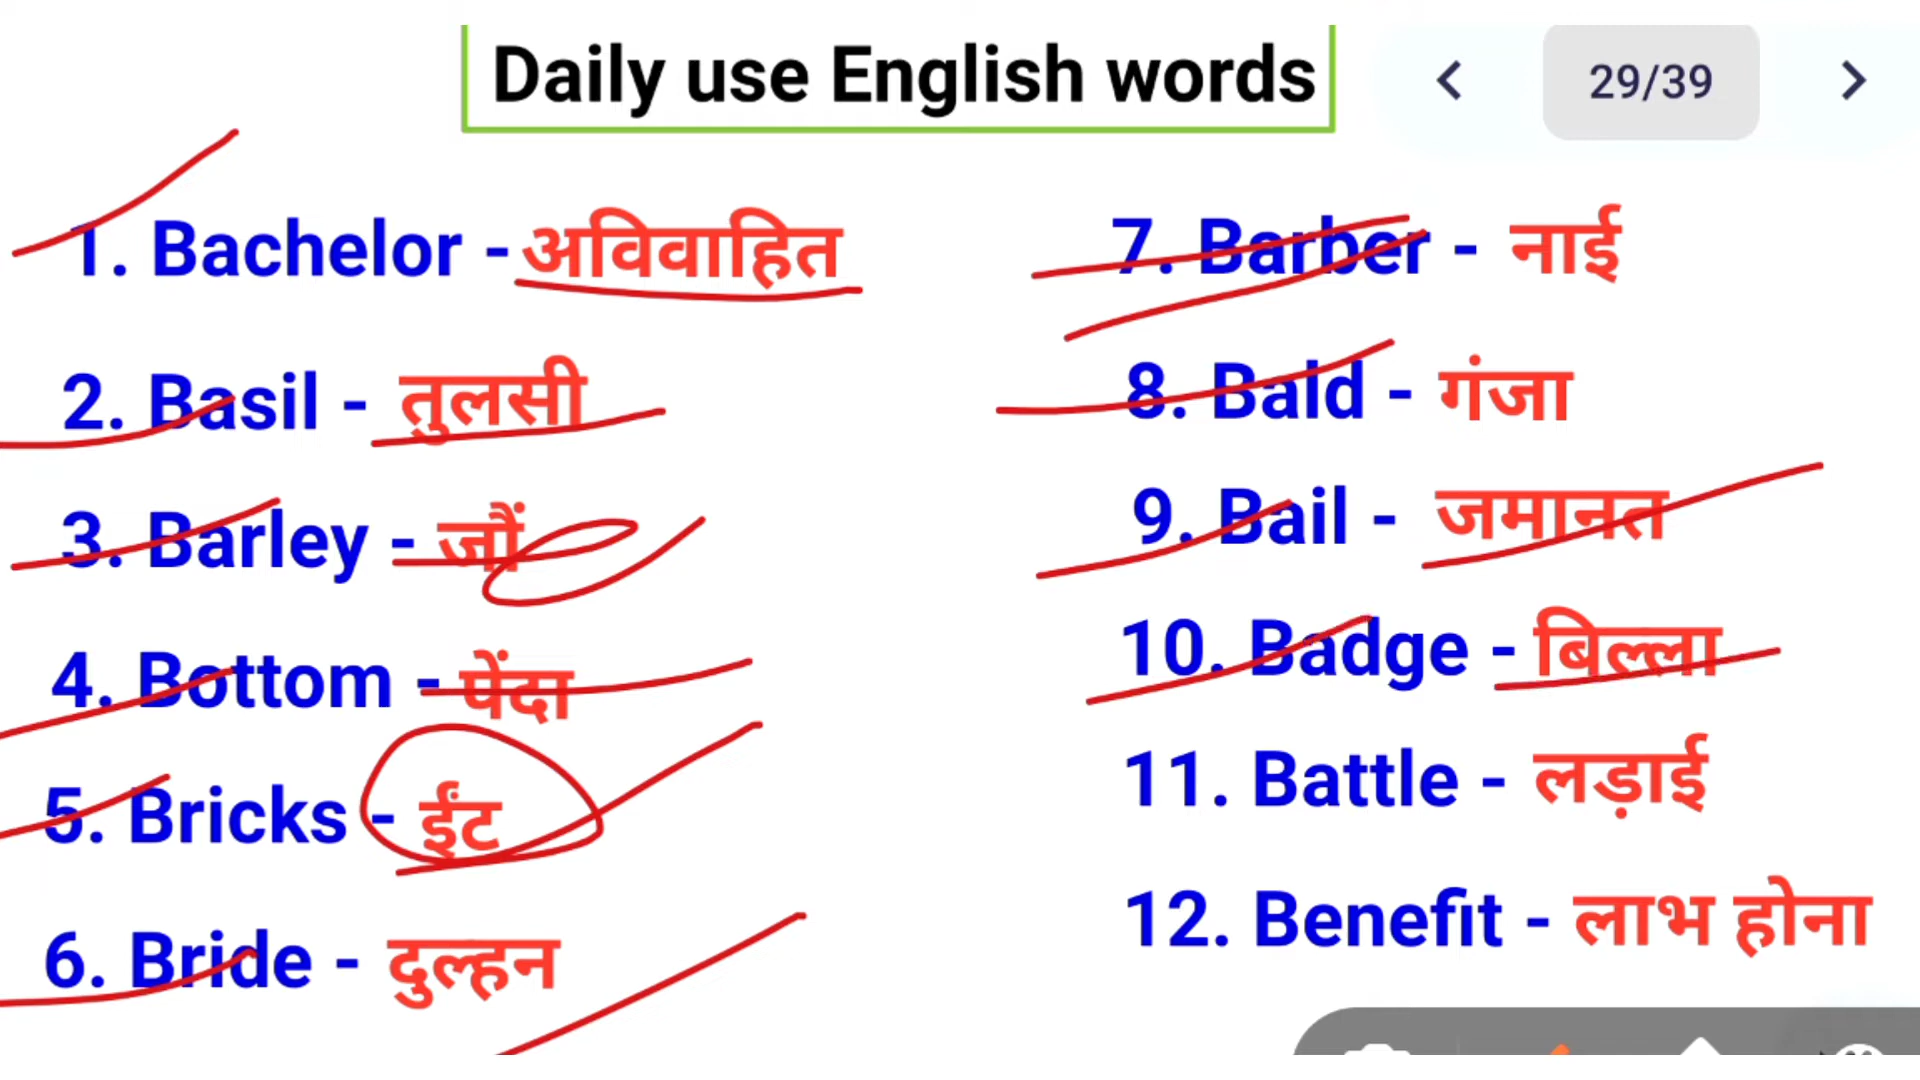 Daily use English words
29/39
1. Bachelor - अविवाहित
2. Basil - तुलसी
3. Barley - जौं
4. Bottom - पेंदा
5. Bricks - ईंट
6. Bride - दुल्हन
7. Barber - नाई
8. Bald - गंजा
9. Bail - जमानत
10. Badge - बिल्ला
11. Battle - लड़ाई
12. Benefit - लाभ होना